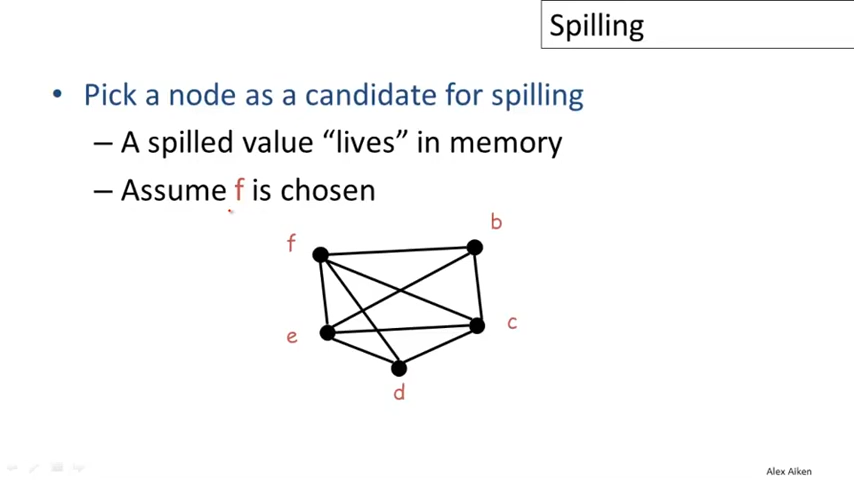 Spilling
• Pick a node as a candidate for spilling
– A spilled value “lives” in memory
– Assume f is chosen
b
f
c
e
d
Alex Aiken